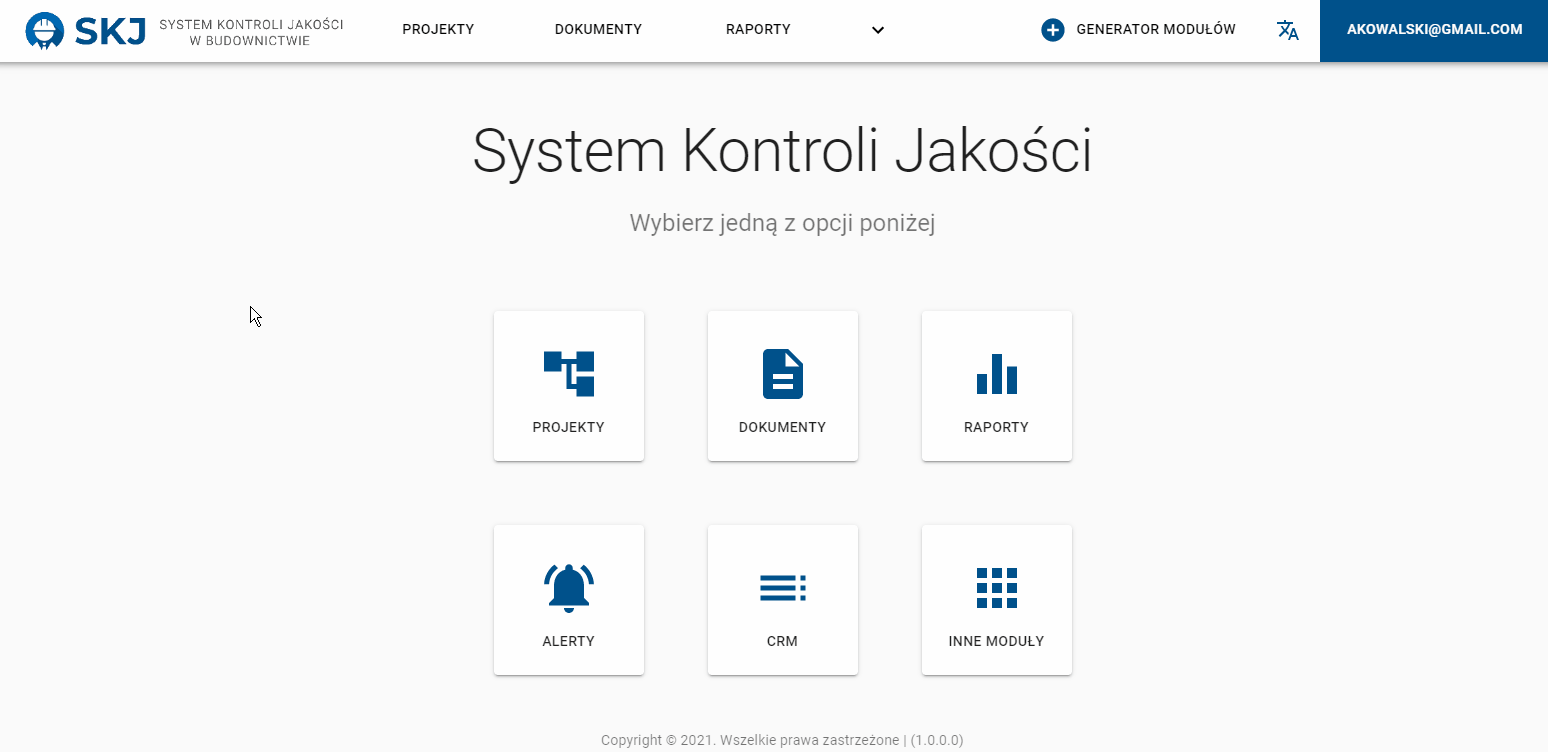 SKJ
SYSTEM KONTROLI JAKOŚCI
W BUDOWNICTWIE
PROJEKTY
DOKUMENTY
RAPORTY
GENERATOR MODUŁÓW
AKOWALSKI@GMAIL.COM
System Kontroli Jakości
Wybierz jedną z opcji poniżej
PROJEKTY
DOKUMENTY
RAPORTY
ALERTY
CRM
INNE MODUŁY
Copyright © 2021. Wszelkie prawa zastrzeżone | (1.0.0.0)